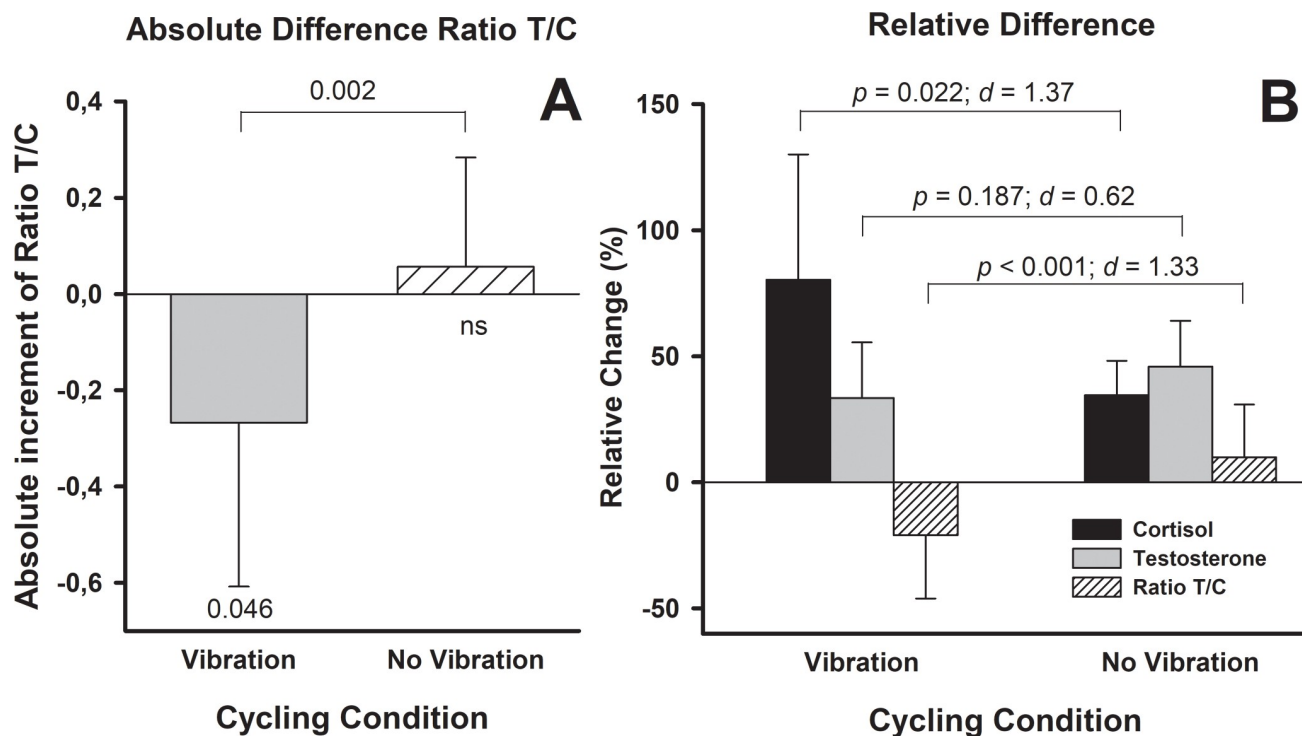 Absolute Difference Ratio T/C
A
0.002
Absolute increment of Ratio T/C
0,4
0,2
0,0
-0,2
-0,4
-0,6
ns
0.046
Vibration
No Vibration
Cycling Condition
Relative Difference
B
p = 0.022; d = 1.37
p = 0.187; d = 0.62
p < 0.001; d = 1.33
Relative Change (%)
150
100
50
0
-50
Cortisol
Testosterone
Ratio T/C
Vibration
No Vibration
Cycling Condition